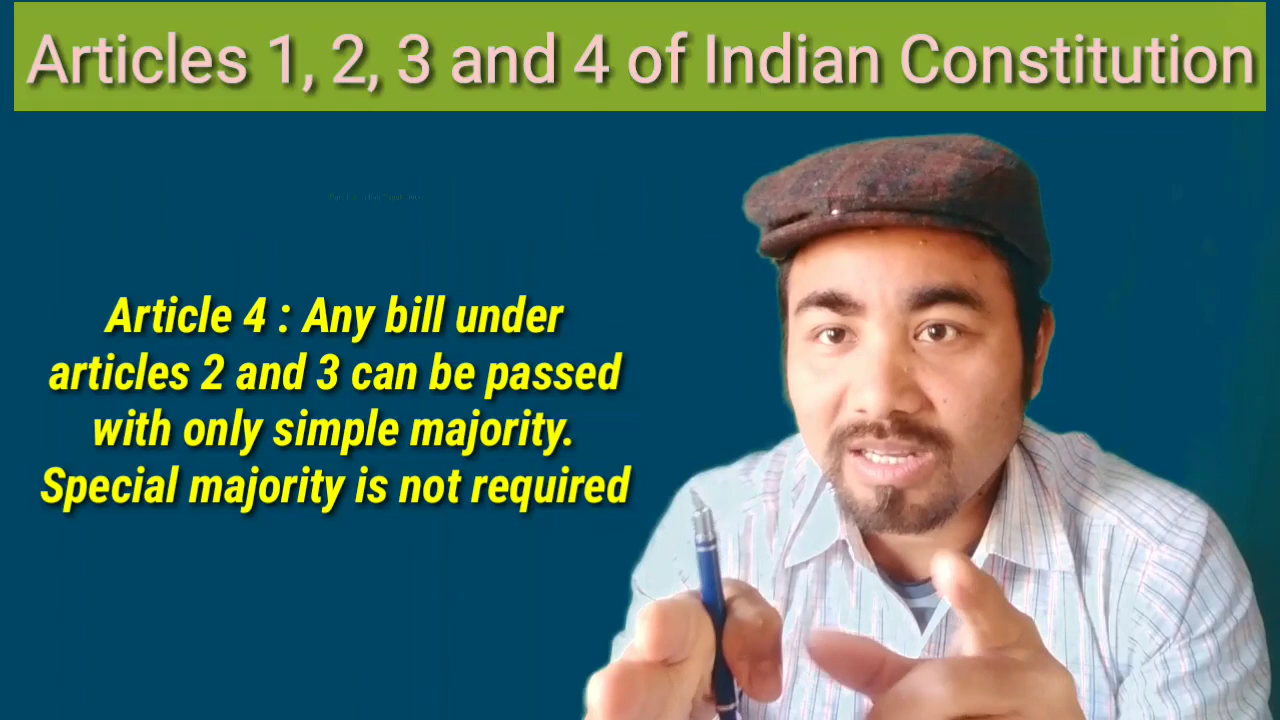 Articles 1, 2, 3 and 4 of Indian Constitution
Article 4 : Any bill under
articles 2 and 3 can be passed
with only simple majority.
Special majority is not required